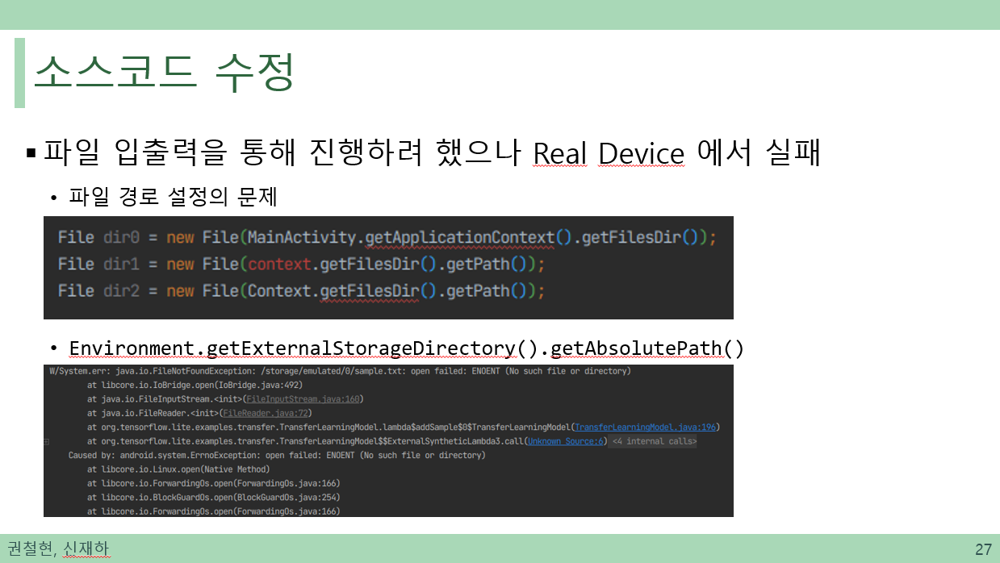 소스코드 수정
▪ 파일 입출력을 통해 진행하려 했으나 Real Device 에서 실패
• 파일 경로 설정의 문제
File dir0 = new File(MainActivity.getApplicationContext().getFilesDir());
File dir1 = new File(context.getFilesDir().getPath());
File dir2 = new File(Context.getFilesDir().getPath());
• Environment.getExternalStorageDirectory().getAbsolutePath()
W/System.err: java.io.FileNotFoundException: /storage/emulated/0/sample.txt: open failed: ENOENT (No such file or directory)
at libcore.io.IoBridge.open(IoBridge.java:492)
at java.io.FileInputStream.<init>(FileInputStream.java:160)
at java.io.FileReader.<init>(FileReader.java:72)
at org.tensorflow.lite.examples.transfer.TransferLearningModel.lambda$addSample$0$TransferLearningModel(TransferLearningModel.java:196)
at org.tensorflow.lite.examples.transfer.TransferLearningModel$$ExternalSyntheticLambda3.call(Unknown Source:6) <4 internal calls>
Caused by: android.system.ErrnoException: open failed: ENOENT (No such file or directory)
at libcore.io.Linux.open(Native Method)
at libcore.io.ForwardingOs.open(ForwardingOs.java:166)
at libcore.io.BlockGuardOs.open(BlockGuardOs.java:254)
at libcore.io.ForwardingOs.open(ForwardingOs.java:166)
권철현, 신재하
27